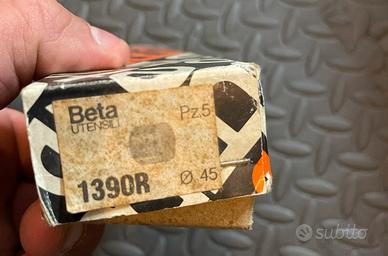 Beta Pz.5
UTENSILI
1390R Ø 45
subito